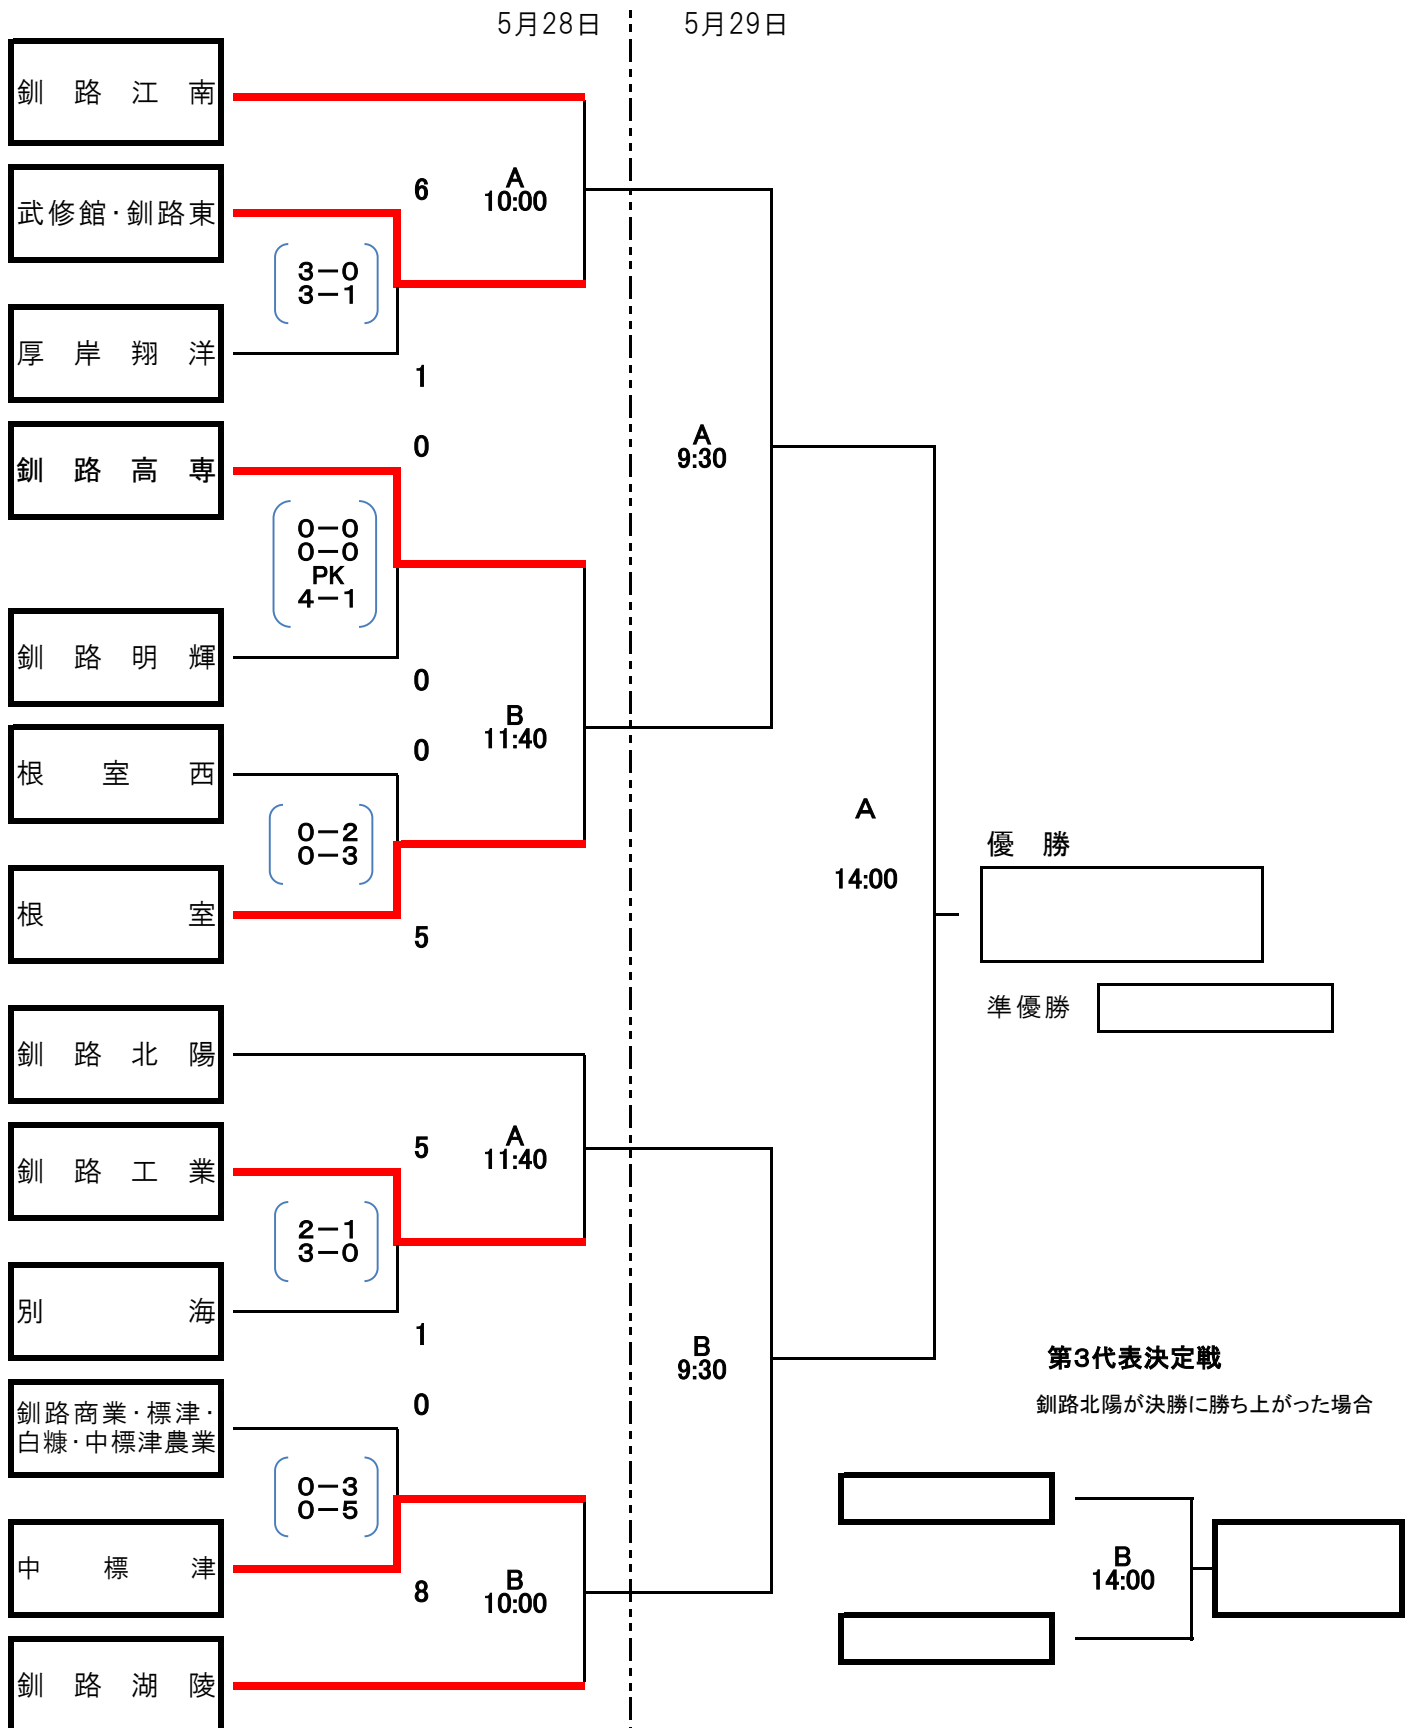 5月28日
5月29日
釧路江南
6
A
10:00
武修館・釧路東
3－0
3－1
厚岸翔洋
1
0
釧路高専
A
9:30
0－0
0－0
PK
4－1
釧路明輝
0
B
11:40
0
根室西
0－2
0－3
A
14:00
優 勝
根室
5
準優勝
釧路北陽
5
A
11:40
釧路工業
2－1
3－0
別海
1
B
9:30
第3代表決定戦
0
釧路北陽が決勝に勝ち上がった場合
釧路商業・標津・
白糠・中標津農業
0－3
0－5
中標津
8
B
10:00
B
14:00
釧路湖陵